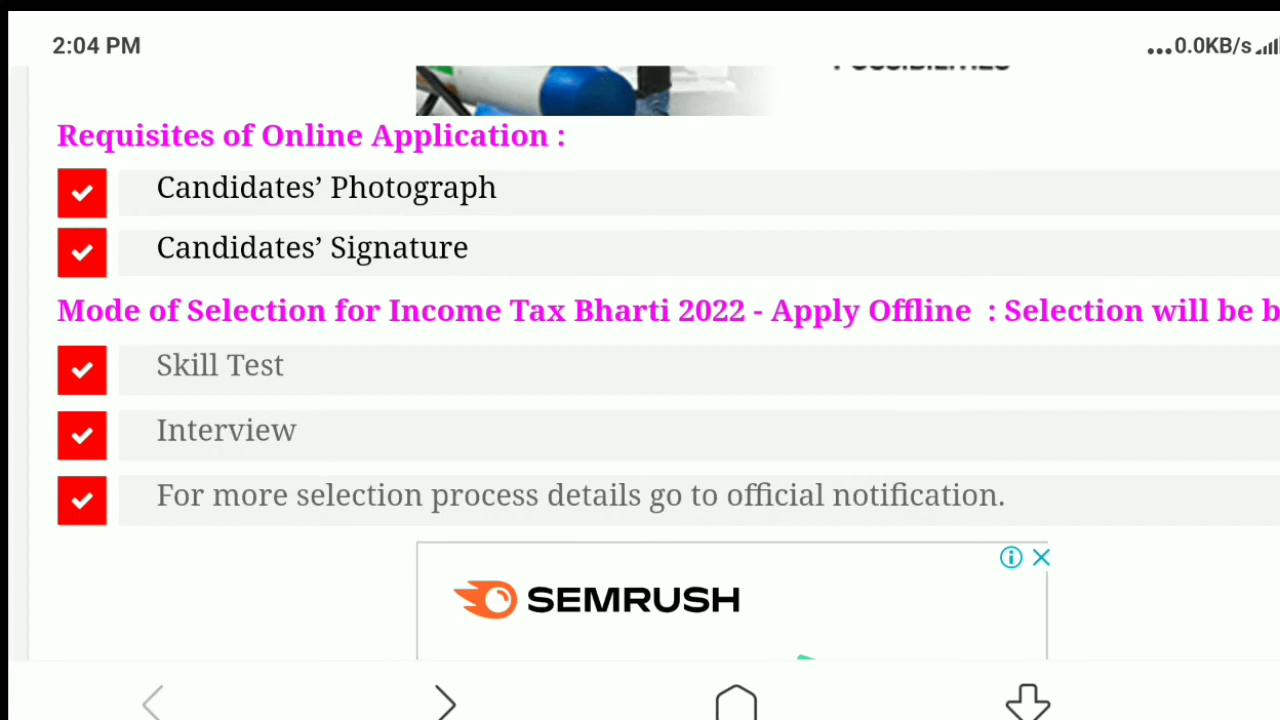 2:04 PM
...0.0KB/s
POSSIBILITIES
Requisites of Online Application :
Candidates’ Photograph
Candidates’ Signature
Mode of Selection for Income Tax Bharti 2022 - Apply Offline : Selection will be b
Skill Test
Interview
For more selection process details go to official notification.
SEMRUSH